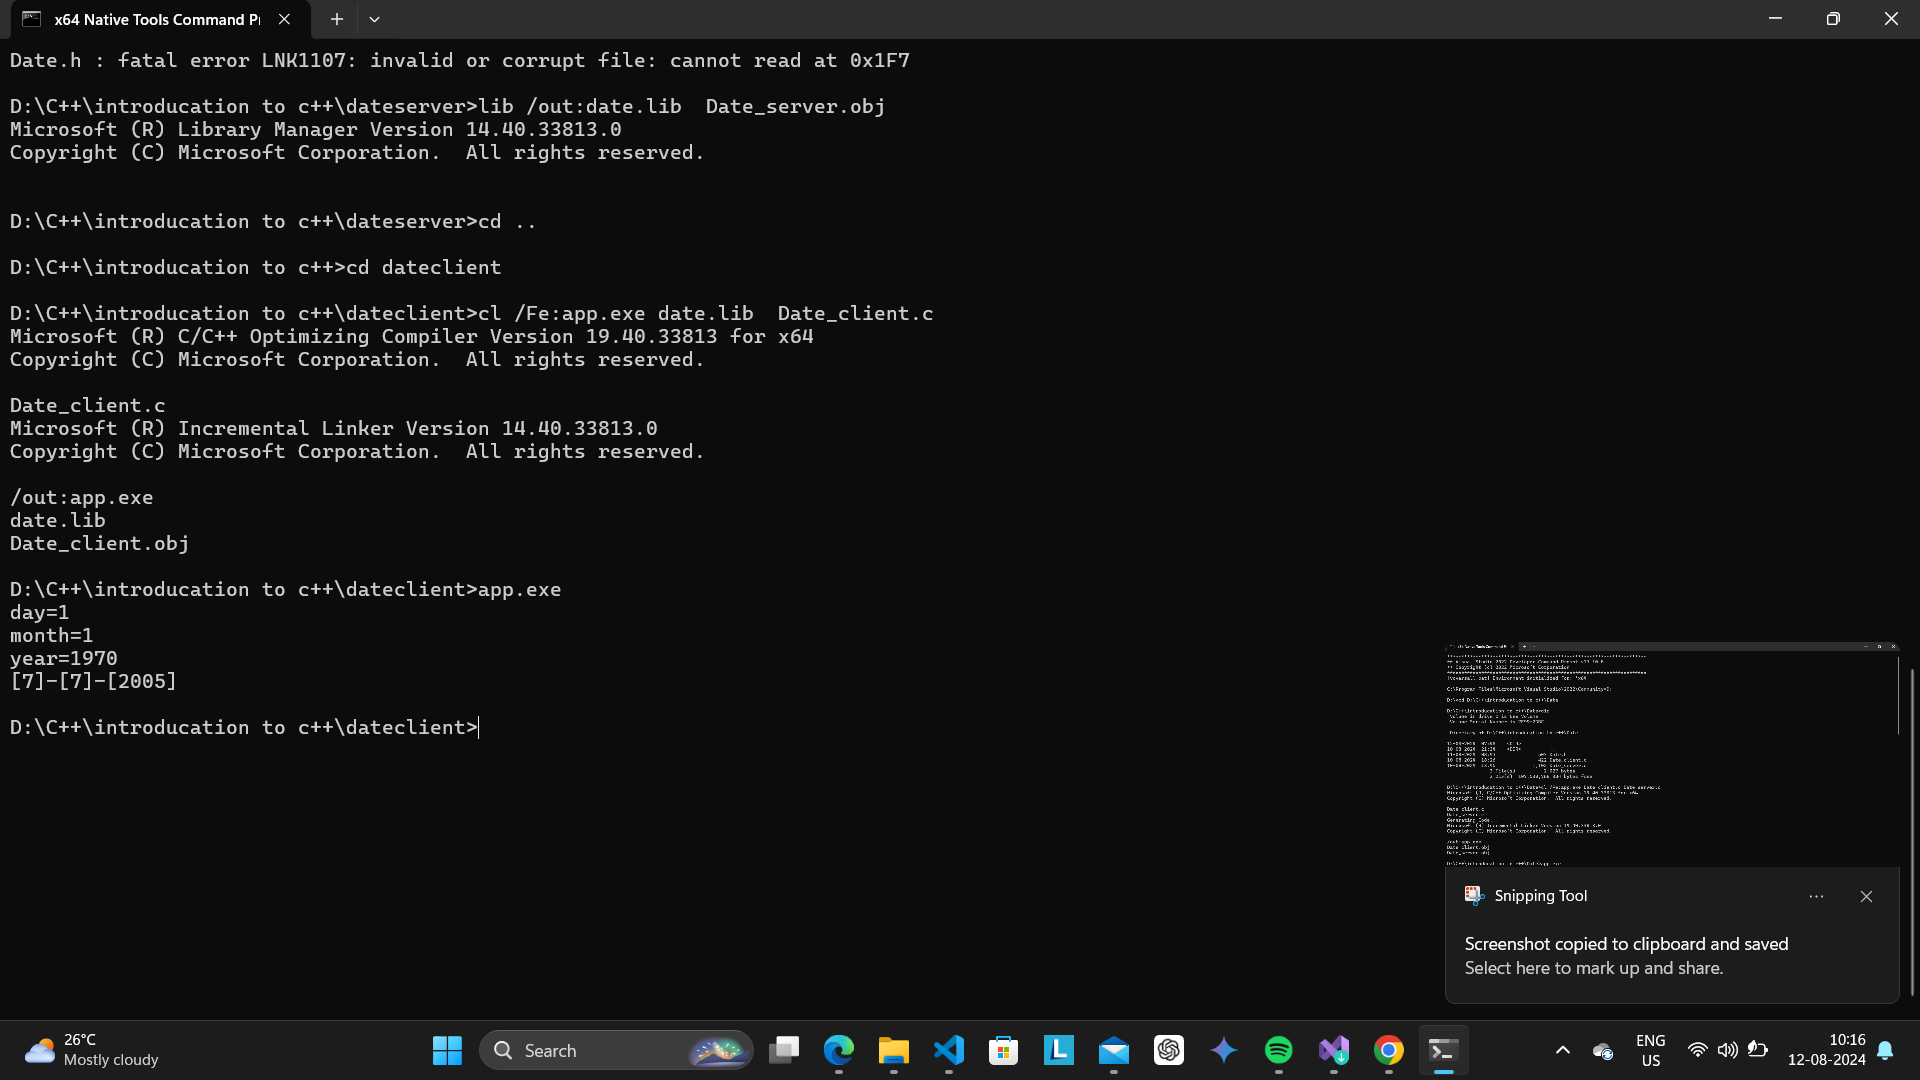 x64 Native Tools Command P
Date.h : fatal error LNK1107: invalid or corrupt file: cannot read at 0x1F7
D:\C++\introducation to c++\dateserver>lib /out:date.lib  Date_server.obj
Microsoft (R) Library Manager Version 14.40.33813.0
Copyright (C) Microsoft Corporation.  All rights reserved.
D:\C++\introducation to c++\dateserver>cd ..
D:\C++\introducation to c++>cd dateclient
D:\C++\introducation to c++\dateclient>cl /Fe:app.exe date.lib  Date_client.c
Microsoft (R) C/C++ Optimizing Compiler Version 19.40.33813 for x64
Copyright (C) Microsoft Corporation.  All rights reserved.
Date_client.c
Microsoft (R) Incremental Linker Version 14.40.33813.0
Copyright (C) Microsoft Corporation.  All rights reserved.
/out:app.exe
date.lib
Date_client.obj
D:\C++\introducation to c++\dateclient>app.exe
day=1
month=1
year=1970
[7]-[7]-[2005]
D:\C++\introducation to c++\dateclient>
Snipping Tool
Screenshot copied to clipboard and saved
Select here to mark up and share.
26°C
Mostly cloudy
Search
ENG
US
10:16
12-08-2024